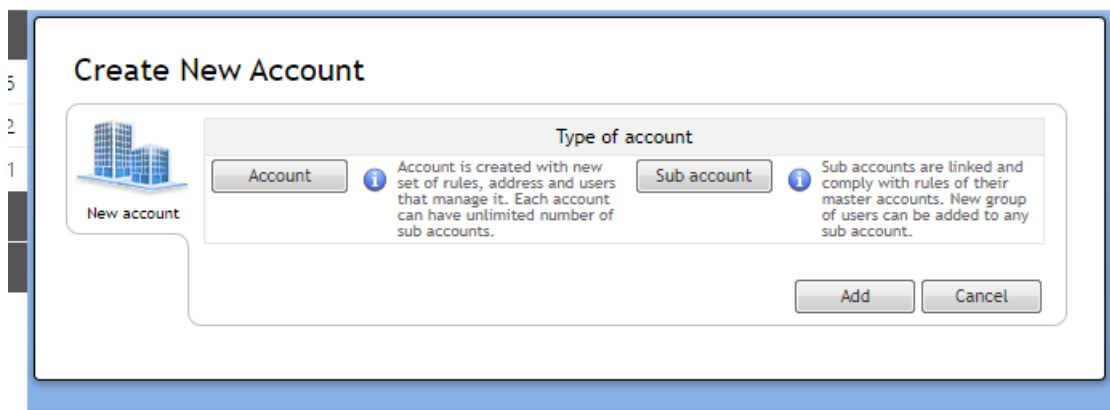 Create New Account
5
2
1
New account
Type of account
Account
Account is created with new
set of rules, address and users
that manage it. Each account
can have unlimited number of
sub accounts.
Sub account
Sub accounts are linked and
comply with rules of their
master accounts. New group
of users can be added to any
sub account.
Add
Cancel